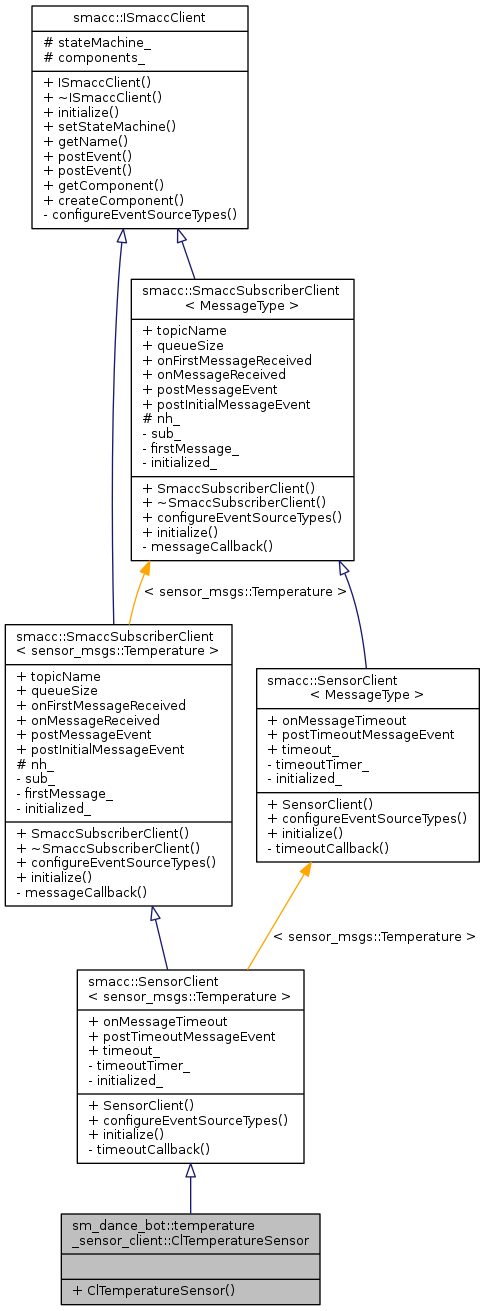 smacc::ISmaccClient
# stateMachine_
# components_
+ ISmaccClient()
+ ~ISmaccClient()
+ initialize()
+ setStateMachine()
+ getName()
+ postEvent()
+ postEvent()
+ getComponent()
+ createComponent()
- configureEventSourceTypes()
smacc::SmaccSubscriberClient
< MessageType >
+ topicName
+ queueSize
+ onFirstMessageReceived
+ onMessageReceived
+ postMessageEvent
+ postInitialMessageEvent
# nh_
- sub_
- firstMessage_
- initialized_
+ SmaccSubscriberClient()
+ ~SmaccSubscriberClient()
+ configureEventSourceTypes()
+ initialize()
- messageCallback()
< sensor_msgs::Temperature >
smacc::SmaccSubscriberClient
< sensor_msgs::Temperature >
+ topicName
+ queueSize
+ onFirstMessageReceived
+ onMessageReceived
+ postMessageEvent
+ postInitialMessageEvent
# nh_
- sub_
- firstMessage_
- initialized_
+ SmaccSubscriberClient()
+ ~SmaccSubscriberClient()
+ configureEventSourceTypes()
+ initialize()
- messageCallback()
smacc::SensorClient
< MessageType >
+ onMessageTimeout
+ postTimeoutMessageEvent
+ timeout_
- timeoutTimer_
- initialized_
+ SensorClient()
+ configureEventSourceTypes()
+ initialize()
- timeoutCallback()
< sensor_msgs::Temperature >
smacc::SensorClient
< sensor_msgs::Temperature >
+ onMessageTimeout
+ postTimeoutMessageEvent
+ timeout_
- timeoutTimer_
- initialized_
+ SensorClient()
+ configureEventSourceTypes()
+ initialize()
- timeoutCallback()
sm_dance_bot::temperature
_sensor_client::ClTemperatureSensor
+ ClTemperatureSensor()